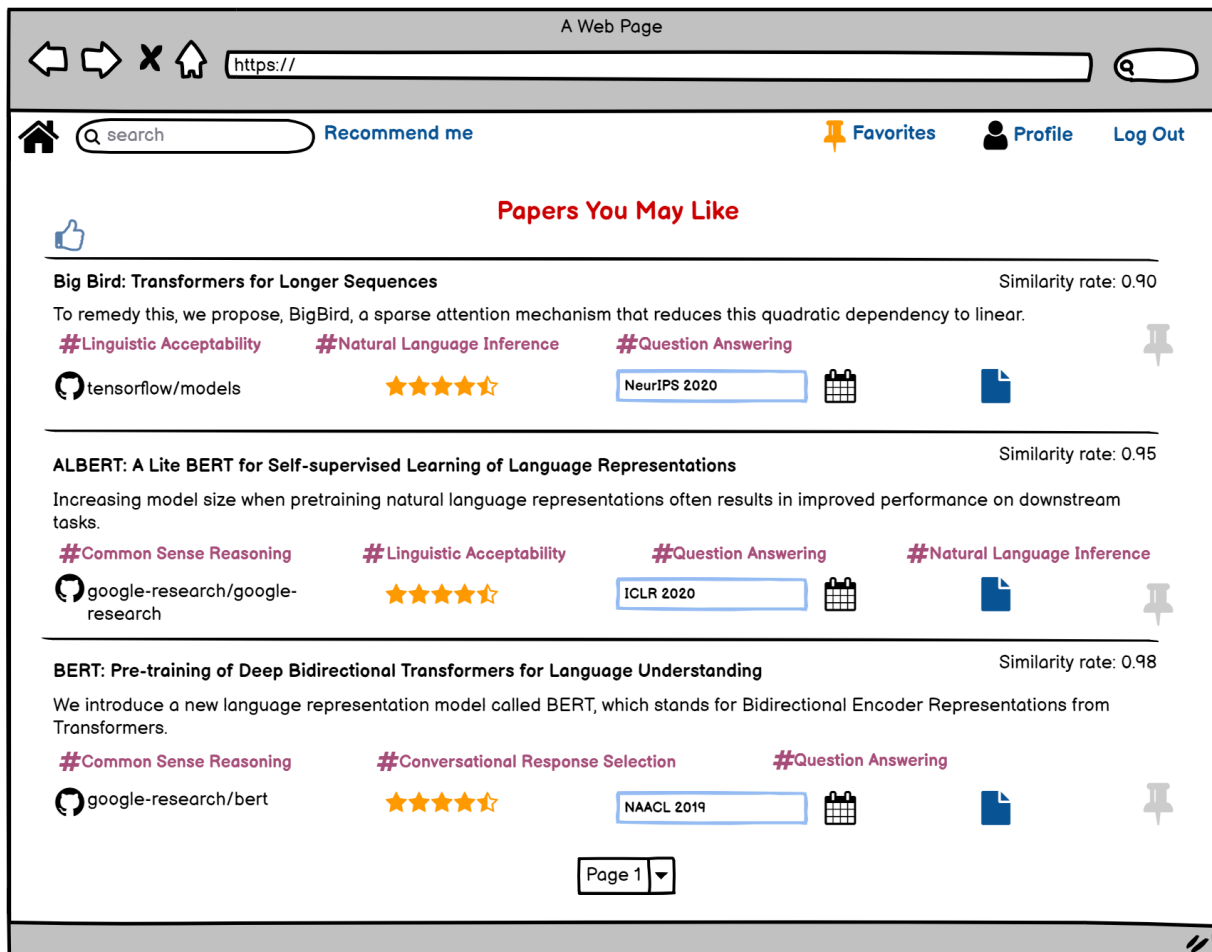 A Web Page
https://
search
Recommend me
Favorites
Profile
Log Out
Papers You May Like
Big Bird: Transformers for Longer Sequences
Similarity rate: 0.90
To remedy this, we propose, BigBird, a sparse attention mechanism that reduces this quadratic dependency to linear.
#Linguistic Acceptability
#Natural Language Inference
#Question Answering
tensorflow/models
NeurIPS 2020
ALBERT: A Lite BERT for Self-supervised Learning of Language Representations
Similarity rate: 0.95
Increasing model size when pretraining natural language representations often results in improved performance on downstream
tasks.
#Common Sense Reasoning
#Linguistic Acceptability
#Question Answering
#Natural Language Inference
google-research/google-
research
ICLR 2020
BERT: Pre-training of Deep Bidirectional Transformers for Language Understanding
Similarity rate: 0.98
We introduce a new language representation model called BERT, which stands for Bidirectional Encoder Representations from
Transformers.
#Common Sense Reasoning
#Conversational Response Selection
#Question Answering
google-research/bert
NAACL 2019
Page 1